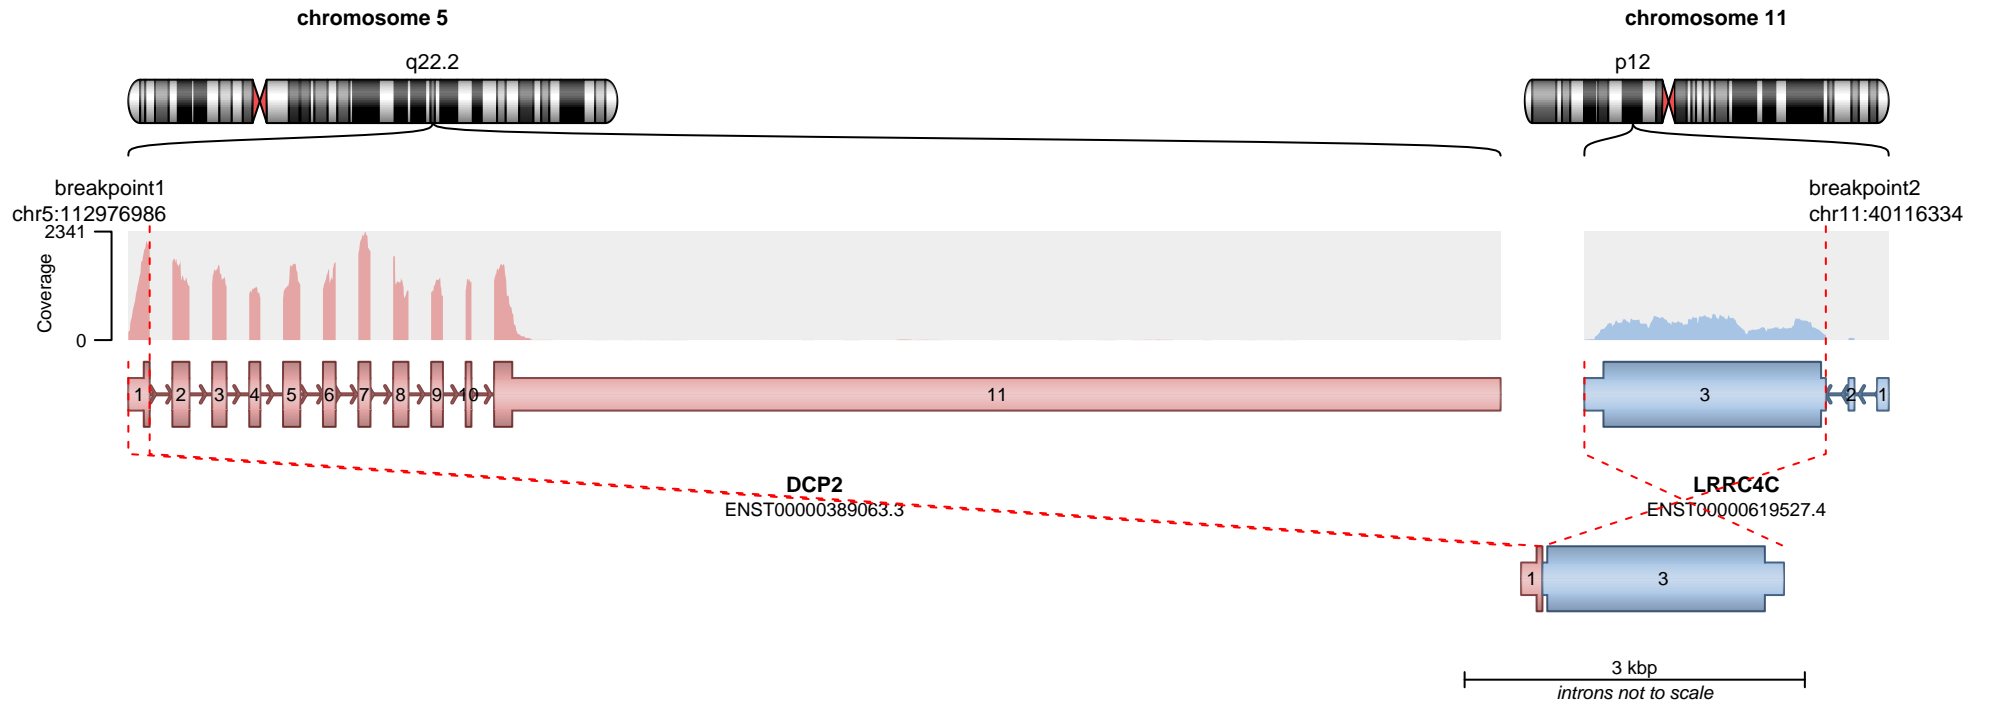 chromosome 5
chromosome 11
q22.2
p12
breakpoint1
chr5:112976986
breakpoint2
chr11:40116334
2341
Coverage
0
1 2 3 4 5 6 7 8 9 10 11
3 2 1
DCP2
ENST00000389063.3
LRRC4C
ENST00000619527.4
1 3
3 kbp
introns not to scale